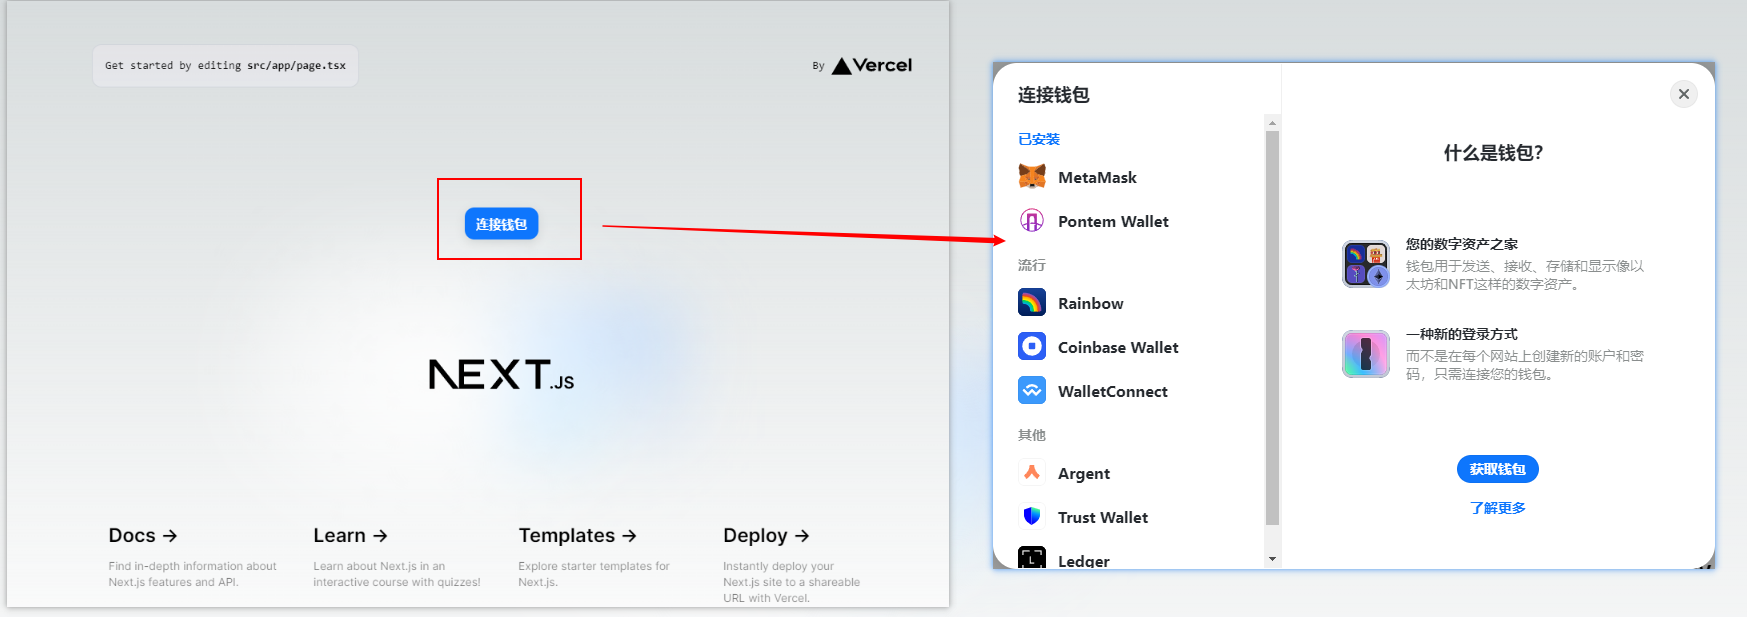 Get started by editing src/app/page.tsx
By Vercel
连接钱包
NEXT.JS
Docs ->
Find in-depth information about
Next.js features and API.
Learn ->
Learn about Next.js in an
interactive course with quizzes!
Templates ->
Explore starter templates for
Next.js.
Deploy ->
Instantly deploy your
Next.js site to a shareable
URL with Vercel.
连接钱包
已安装
MetaMask
Pontem Wallet
流行
Rainbow
Coinbase Wallet
WalletConnect
其他
Argent
Trust Wallet
Ledger
什么是钱包?
您的数字资产之家
钱包用于发送、接收、存储和显示像以
太坊和NFT这样的数字资产。
一种新的登录方式
而不是在每个网站上创建新的账户和密
码，只需连接您的钱包。
获取钱包
了解更多